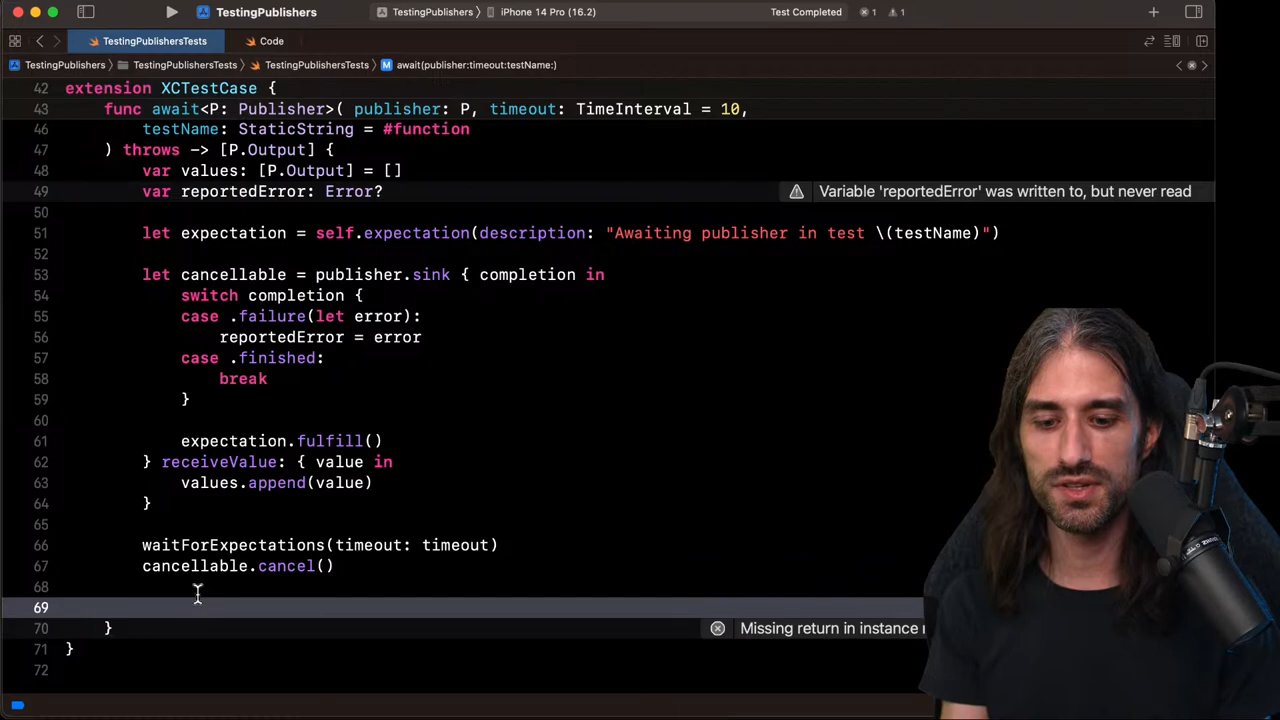 TestingPublishers
TestingPublishers
iPhone 14 Pro (16.2)
Test Completed
1
1
TestingPublishersTests
Code
TestingPublishers
TestingPublishersTests
TestingPublishersTests
M await(publisher:timeout:testName:)
42 extension XCTestCase {
43 func await<P: Publisher>( publisher: P, timeout: TimeInterval = 10,
46 testName: StaticString = #function
47 ) throws -> [P.Output] {
48 var values: [P.Output] = []
49 var reportedError: Error?
Variable 'reportedError' was written to, but never read
50
51 let expectation = self.expectation(description: "Awaiting publisher in test \(testName)")
52
53 let cancellable = publisher.sink { completion in
54 switch completion {
55 case .failure(let error):
56 reportedError = error
57 case .finished:
58 break
59 }
60
61 expectation.fulfill()
62 } receiveValue: { value in
63 values.append(value)
64 }
65
66 waitForExpectations(timeout: timeout)
67 cancellable.cancel()
68
69
70 }
Missing return in instance
71 }
72